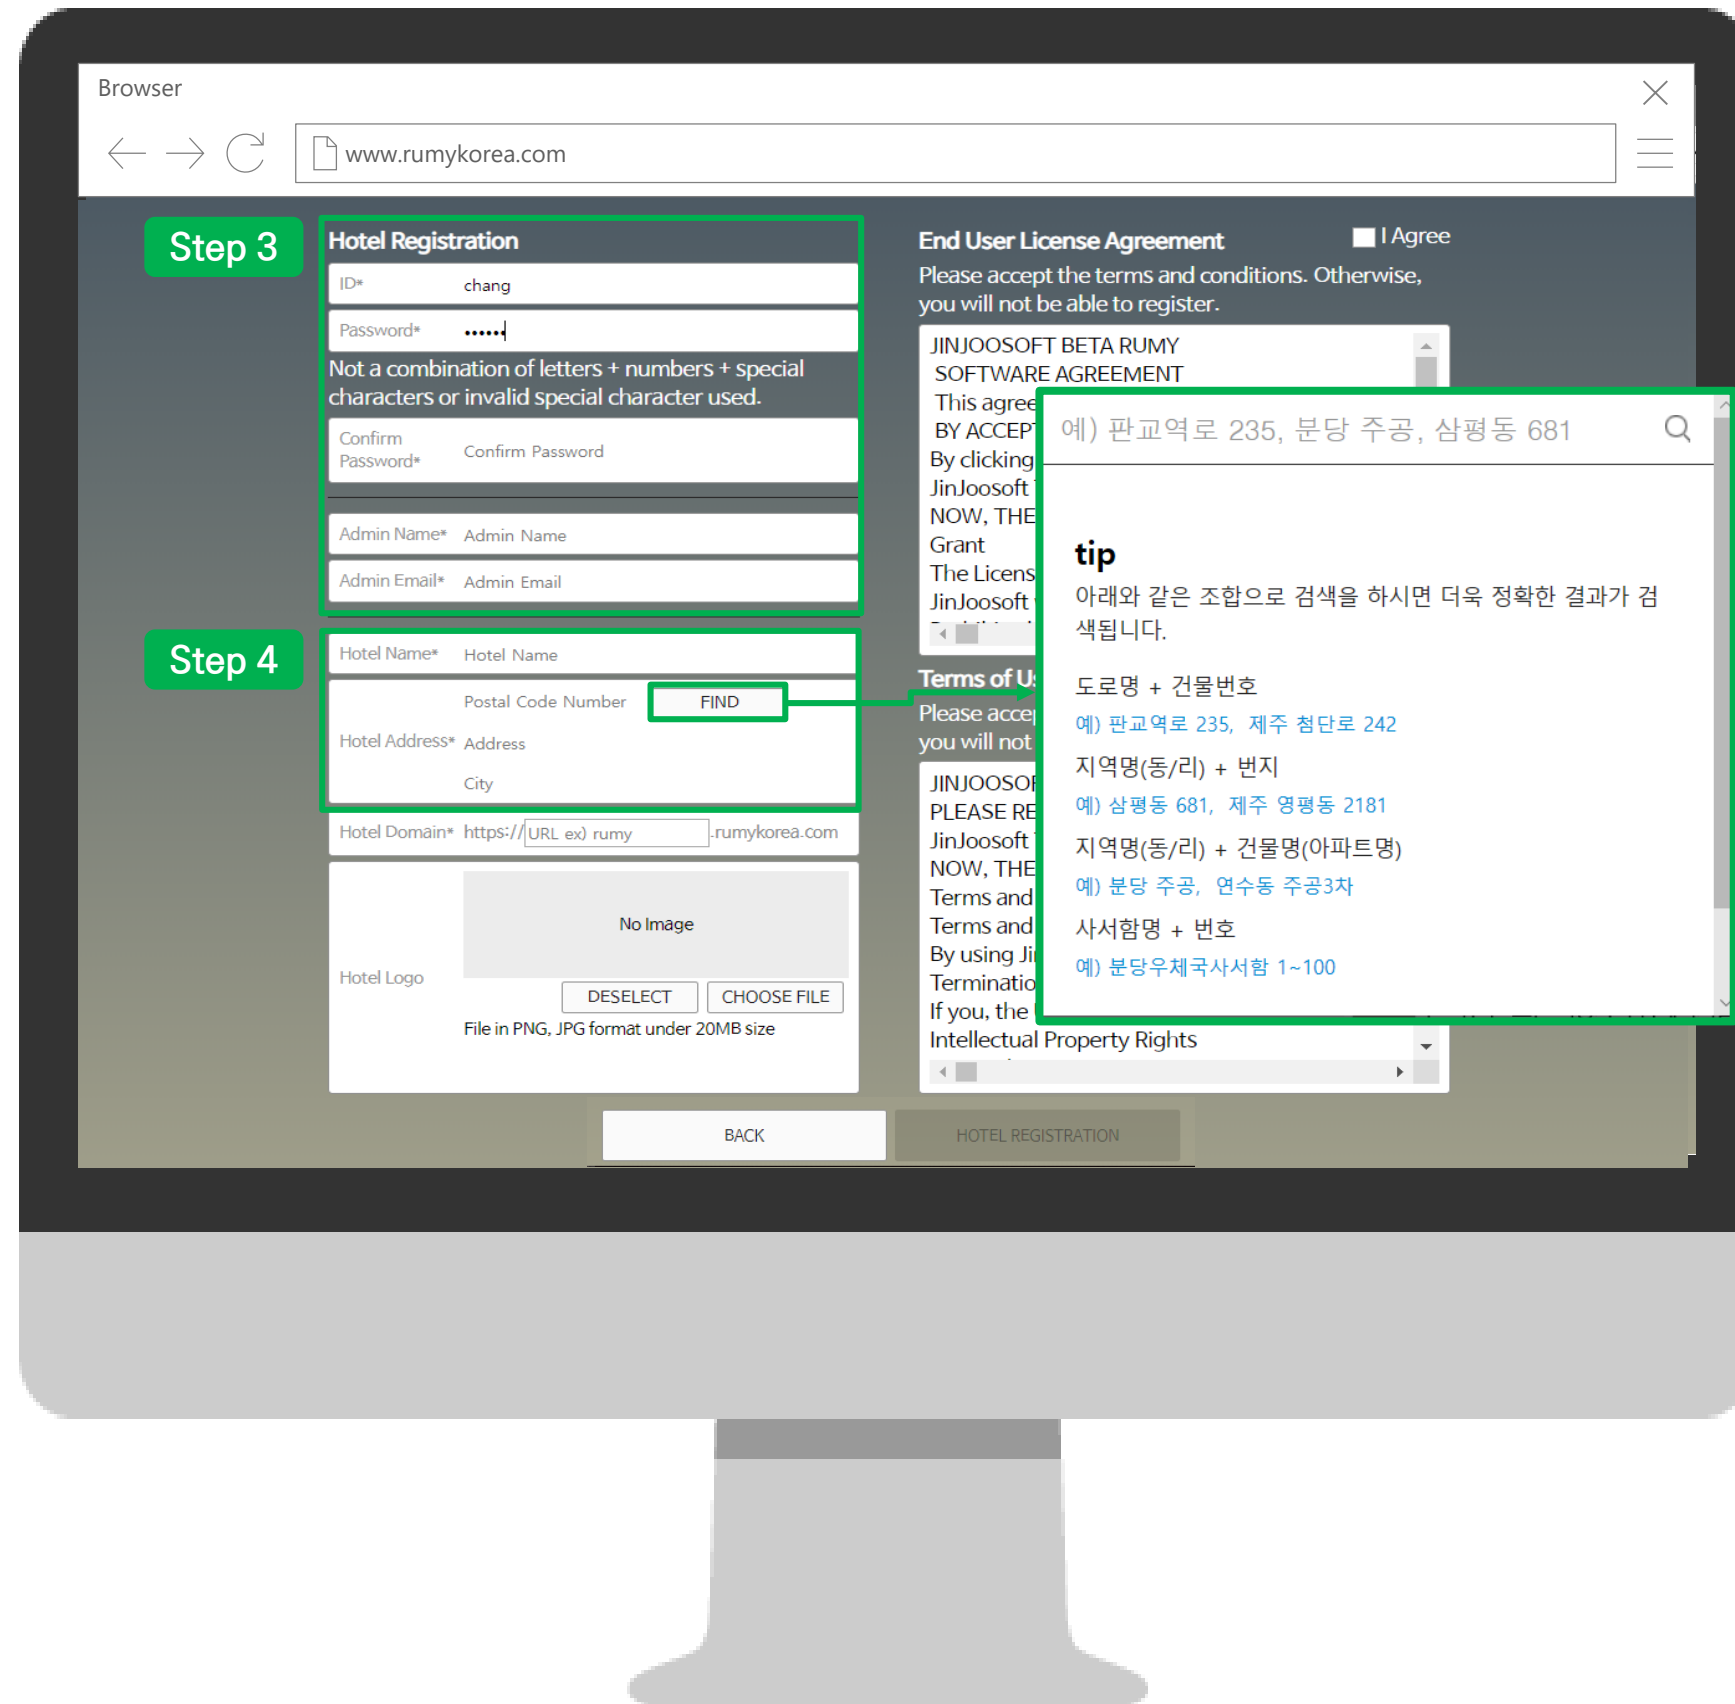 Browser
www.rumykorea.com
Step 3
Hotel Registration
ID*
chang
Password*
••••••
Not a combination of letters + numbers + special
characters or invalid special character used.
Confirm
Password*
Confirm Password
Admin Name*
Admin Name
Admin Email*
Admin Email
Step 4
Hotel Name*
Hotel Name
Postal Code Number
FIND
Hotel Address*
Address
City
Hotel Domain*
https://
URL ex) rumy
.rumykorea.com
Hotel Logo
No Image
DESELECT
CHOOSE FILE
File in PNG, JPG format under 20MB size
End User License Agreement
I Agree
Please accept the terms and conditions. Otherwise,
you will not be able to register.
JINJOOSOFT BETA RUMY
SOFTWARE AGREEMENT
This agree
BY ACCEPT
By clicking
JinJoosoft
NOW, THE
Grant
The Licens
JinJoosoft
Terms of U
Please accep
you will not
JINJOOSOF
PLEASE RE
JinJoosoft
NOW, THE
Terms and
Terms and
By using Ji
Terminatio
If you, the
Intellectual Property Rights
예) 판교역로 235, 분당 주공, 삼평동 681
tip
아래와 같은 조합으로 검색을 하시면 더욱 정확한 결과가 검
색됩니다.
도로명 + 건물번호
예) 판교역로 235, 제주 첨단로 242
지역명(동/리) + 번지
예) 삼평동 681, 제주 영평동 2181
지역명(동/리) + 건물명(아파트명)
예) 분당 주공, 연수동 주공3차
사서함명 + 번호
예) 분당우체국사서함 1~100
BACK
HOTEL REGISTRATION